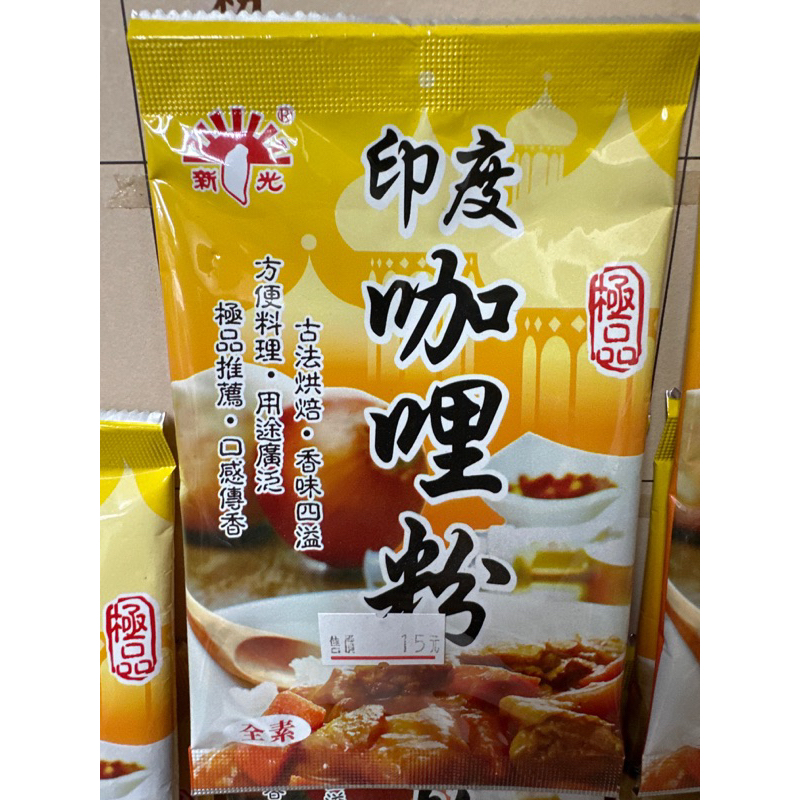 新光
®
印度
咖哩粉
極品
古法烘焙・香味四溢
方便料理・用途廣泛
極品推薦・口感傳香
售價 15元
全素
極品